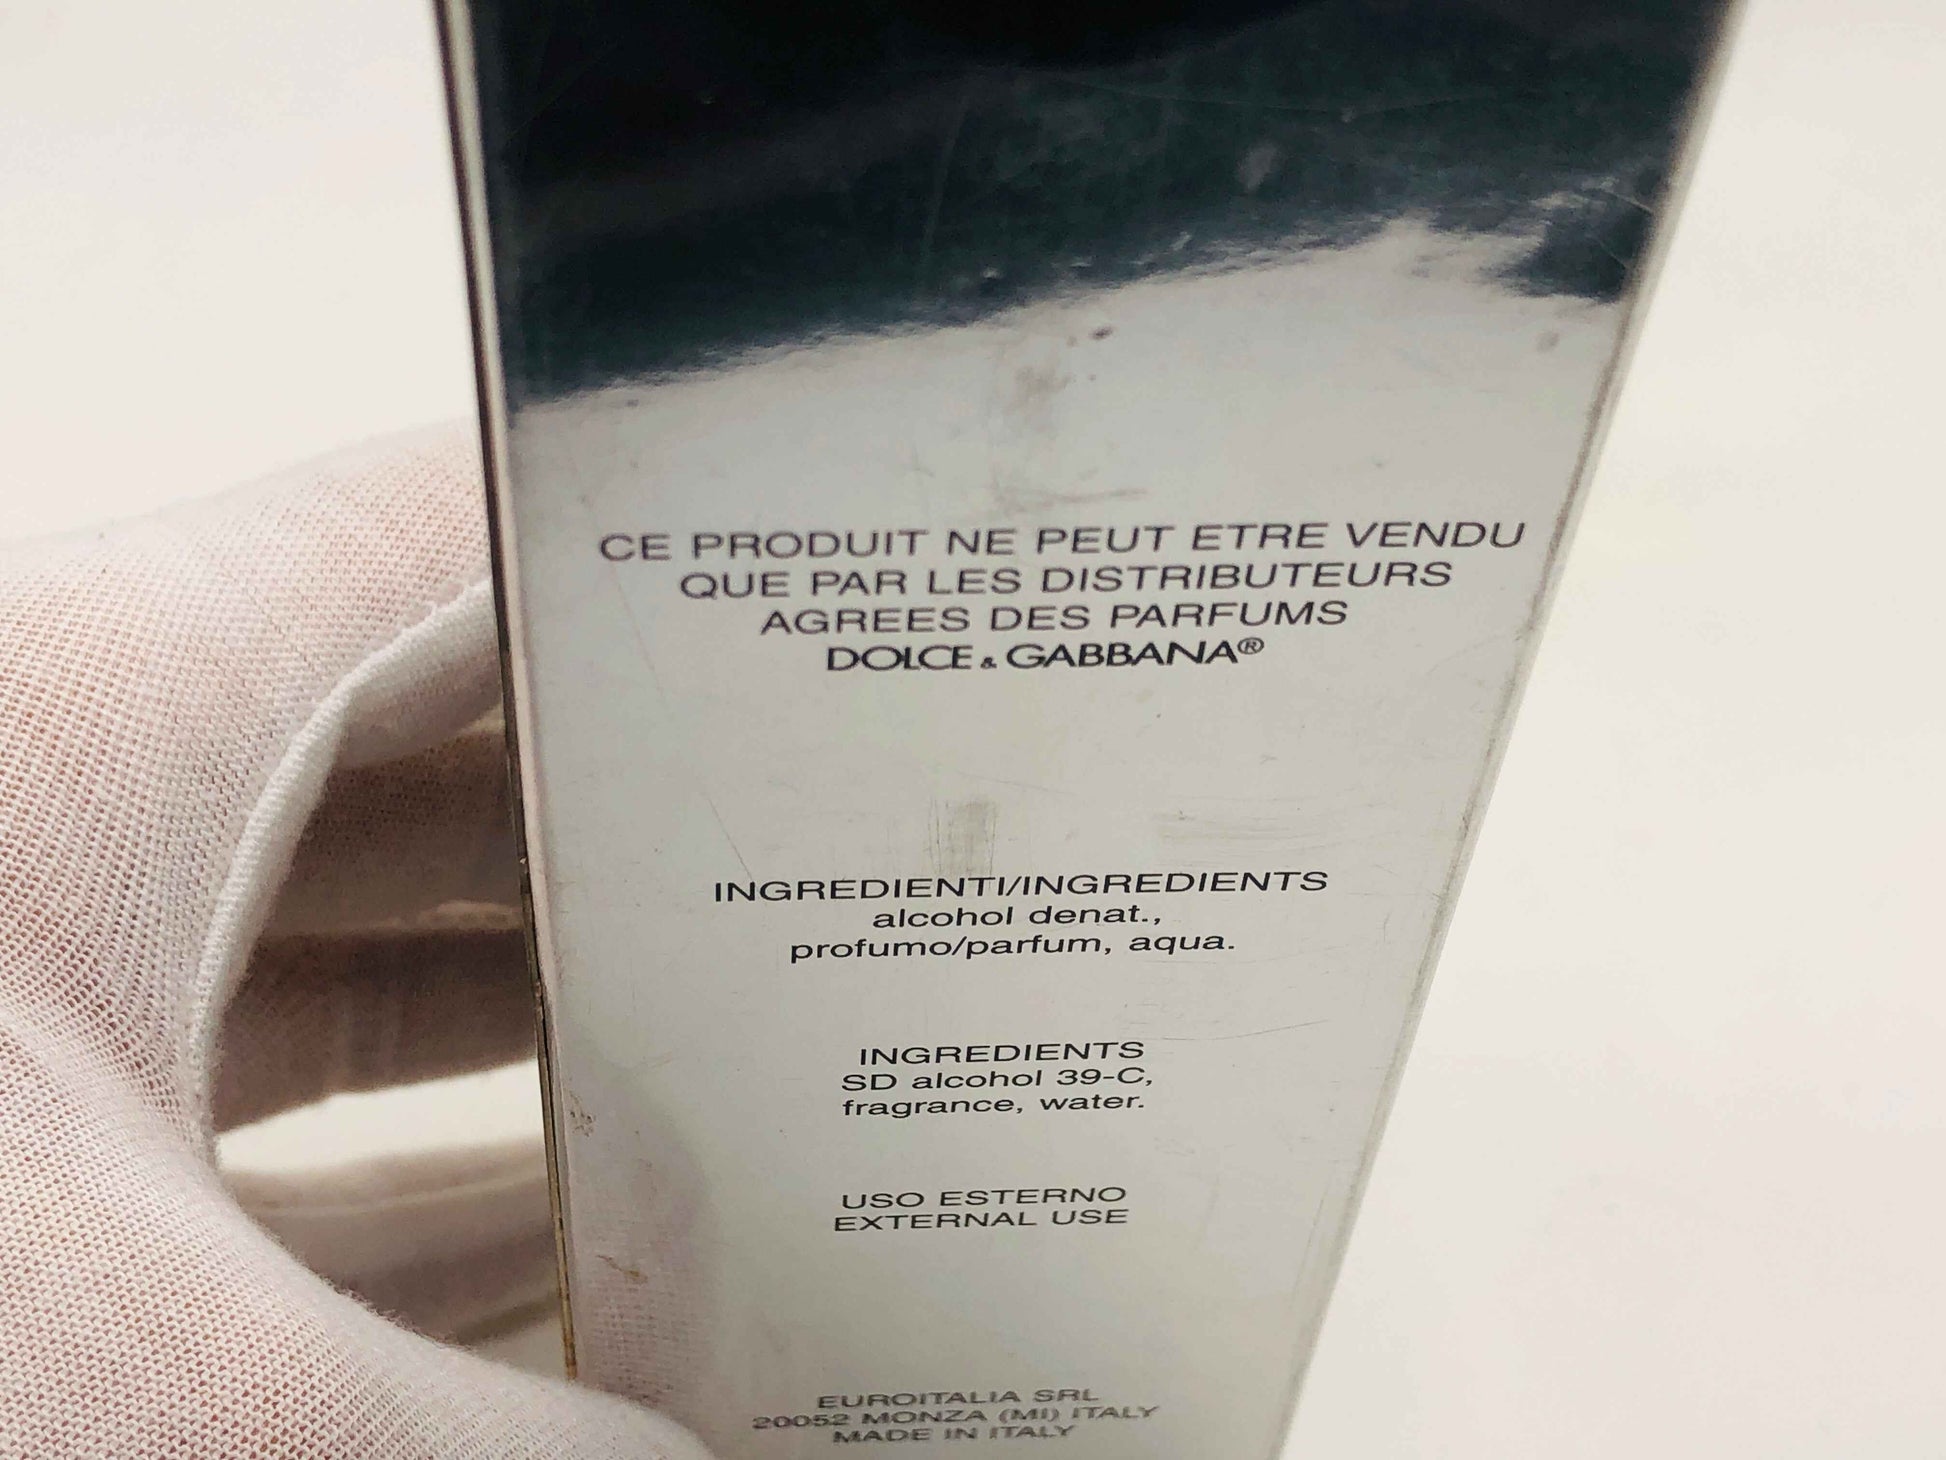 CE PRODUIT NE PEUT ETRE VENDU
QUE PAR LES DISTRIBUTEURS
AGREES DES PARFUMS
DOLCE & GABBANA®
INGREDIENTI/INGREDIENTS
alcohol denat.,
profumo/parfum, aqua.
INGREDIENTS
SD alcohol 39-C,
fragrance, water.
USO ESTERNO
EXTERNAL USE
EUROITALIA SRL
20052 MONZA (MI) ITALY
MADE IN ITALY